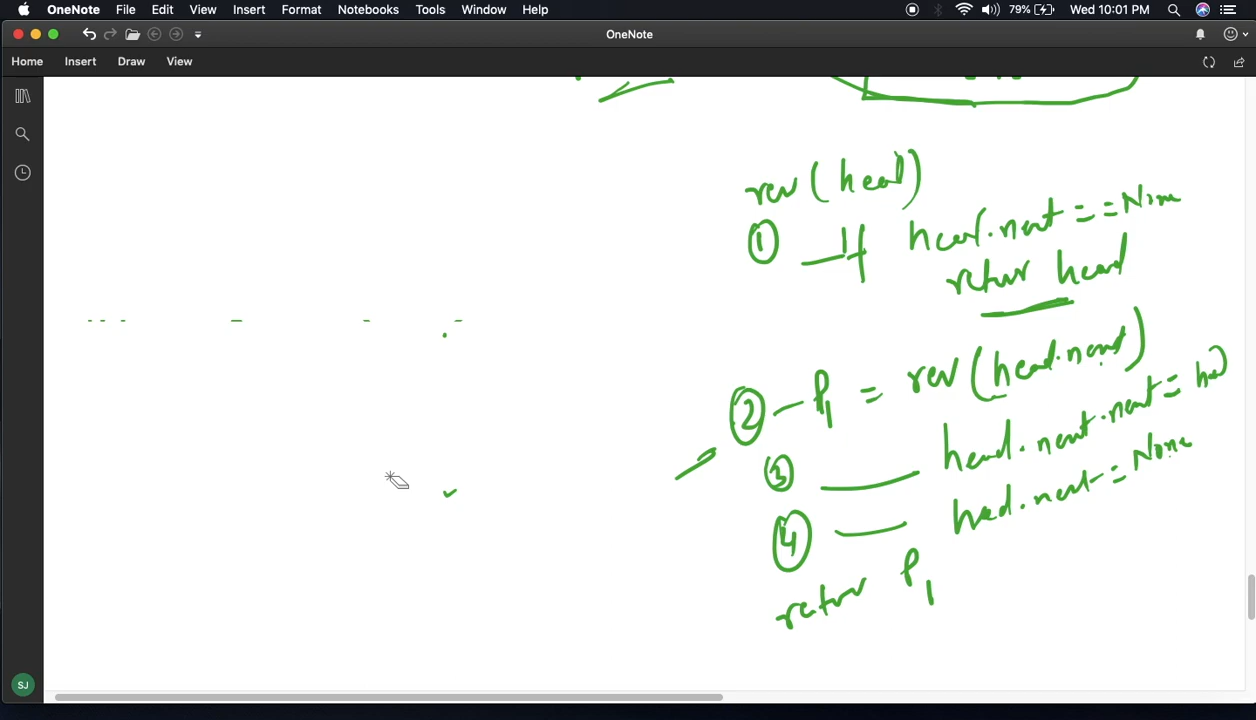 OneNote File Edit View Insert Format Notebooks Tools Window Help 79% Wed 10:01 PM
OneNote
Home Insert Draw View
rev (head)
① If head.next == None
return head
② P1 = rev (head.next)
③ head.next.next = head
④ head.next = None
return P1
SJ